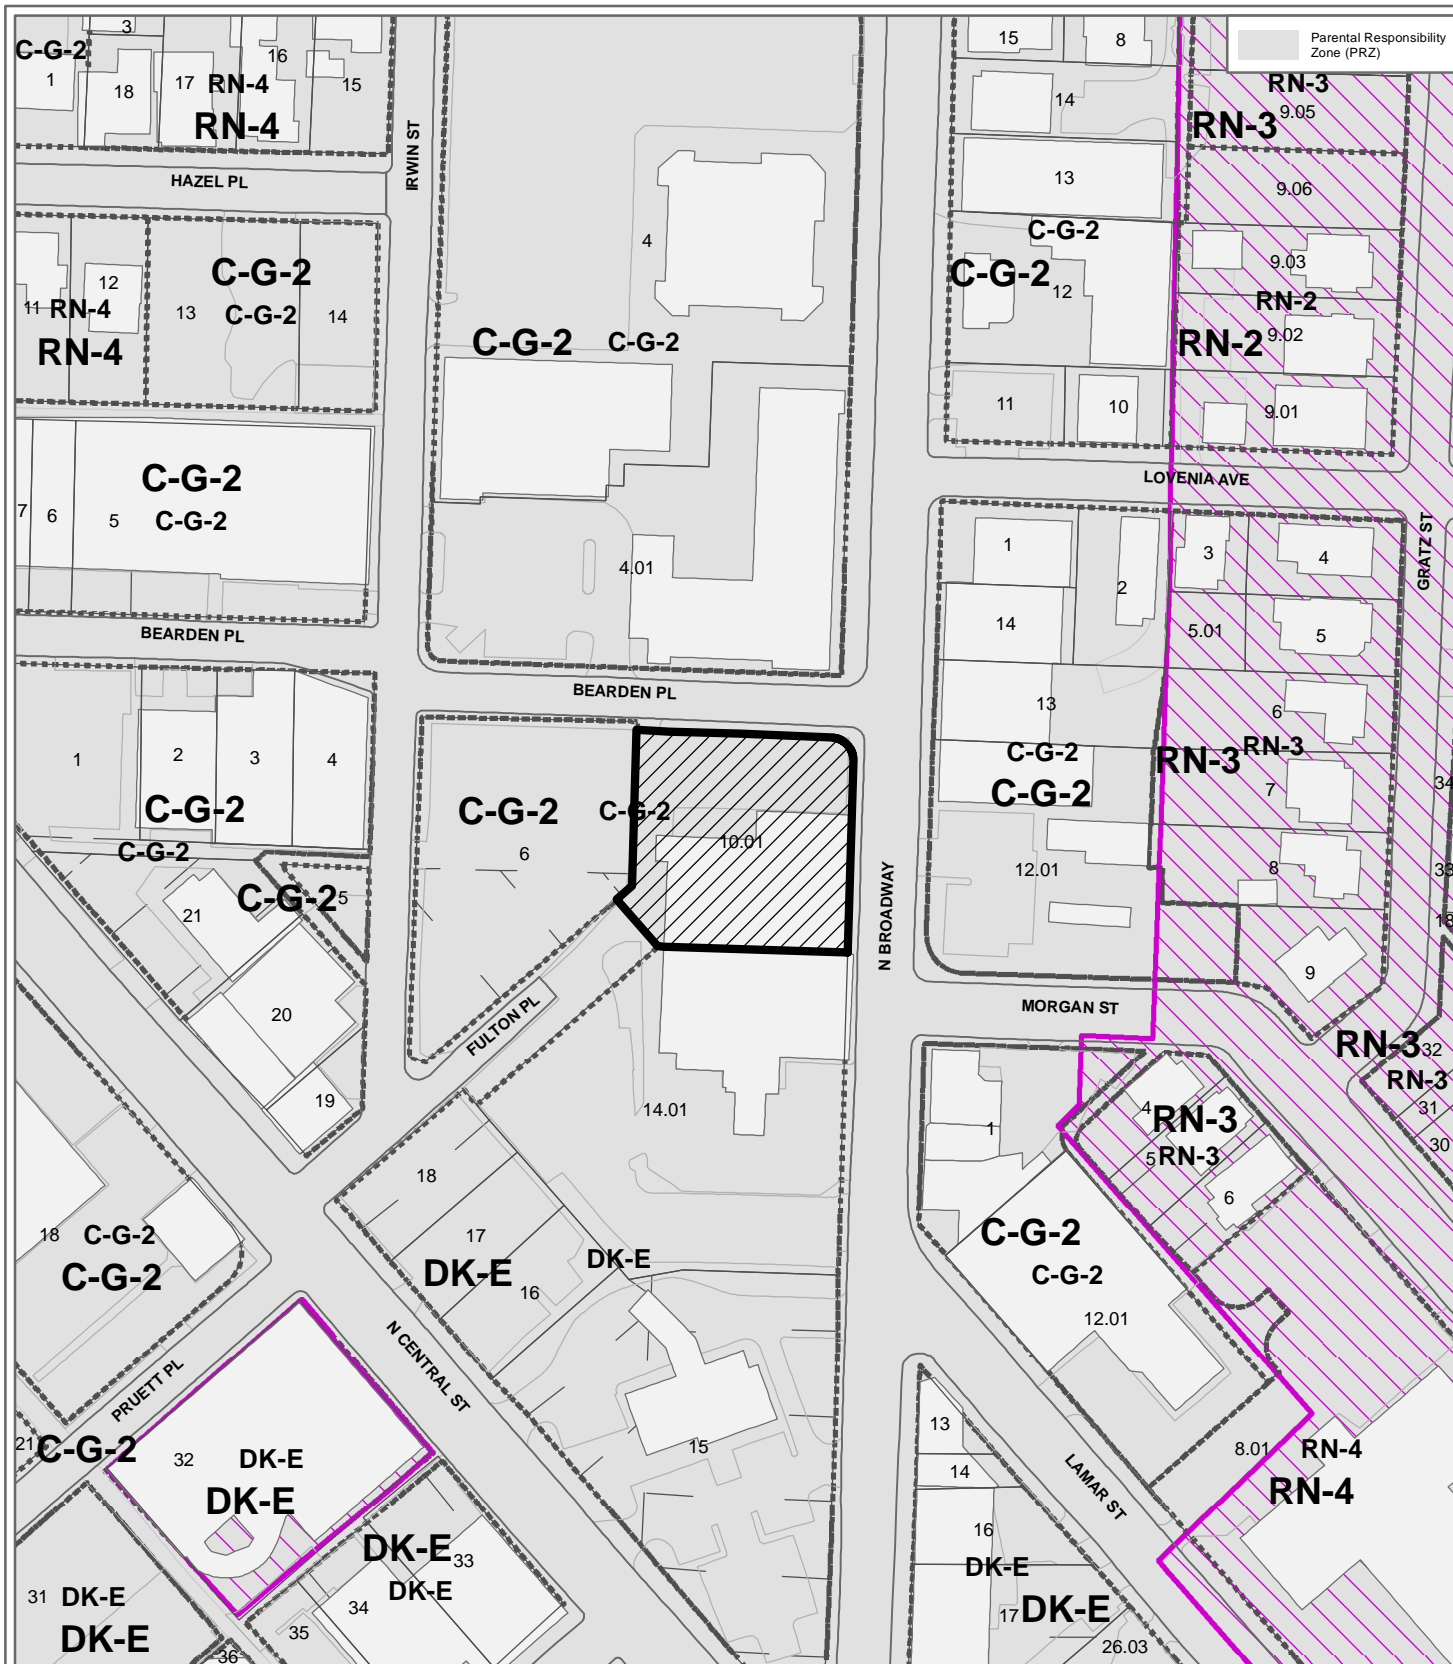 3
C-G-2
1
18
17
16
RN-4
15
RN-4
IRWIN ST
HAZEL PL
15
8
Parental Responsibility
Zone (PRZ)
RN-3
9.05
RN-3
14
13
9.06
4
C-G-2
C-G-2
12
9.03
RN-2
RN-2
9.02
11
10
9.01
12
11
RN-4
RN-4
C-G-2
13
C-G-2
14
C-G-2
C-G-2
LOVENIA AVE
GRATZ ST
C-G-2
C-G-2
7
6
5
4.01
1
2
3
4
14
5.01
5
BEARDEN PL
BEARDEN PL
13
6
C-G-2
C-G-2
RN-3
RN-3
7
34
1
2
3
4
C-G-2
C-G-2
C-G-2
C-G-2
6
10.01
12.01
8
33
18
21
C-G-2
5
N BROADWAY
9
20
FULTON PL
MORGAN ST
RN-3
32
RN-3
31
30
19
14.01
1
4
RN-3
5
RN-3
6
18
17
DK-E
16
DK-E
18
C-G-2
C-G-2
C-G-2
C-G-2
12.01
PRUETT PL
N CENTRAL ST
21
C-G-2
32
DK-E
DK-E
15
13
14
LAMAR ST
8.01
RN-4
RN-4
DK-E
33
DK-E
34
35
36
31
DK-E
DK-E
16
DK-E
17
DK-E
26.03